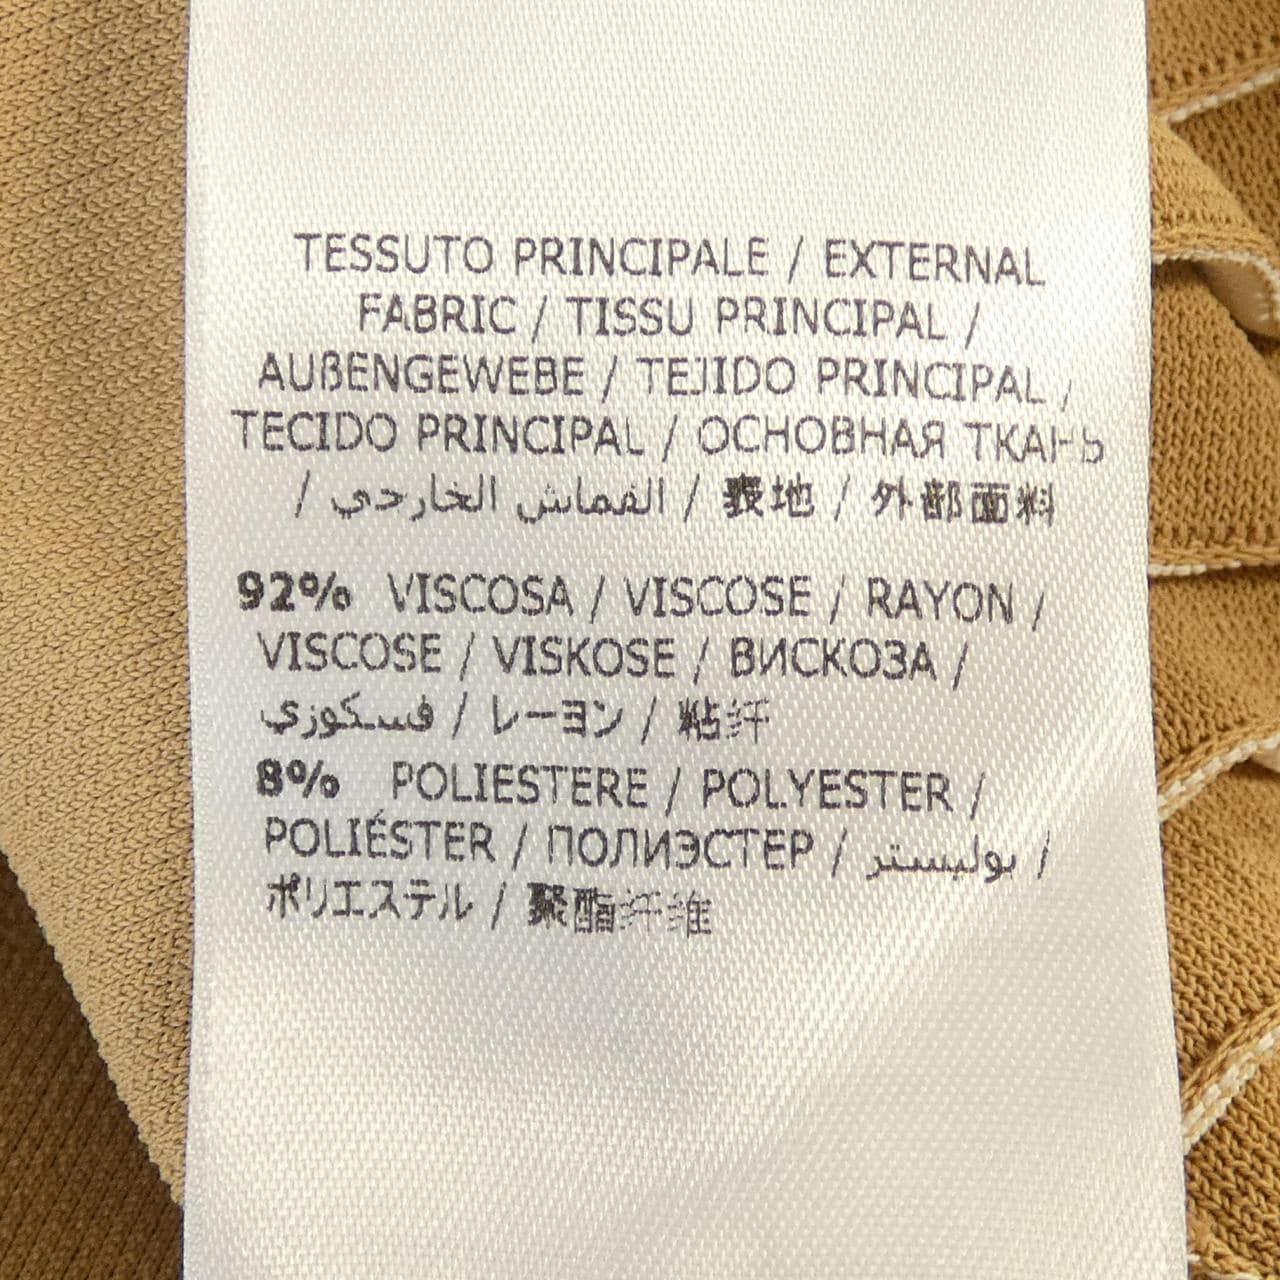 TESSUTO PRINCIPALE / EXTERNAL
FABRIC / TISSU PRINCIPAL /
AUßENGEWEBE / TEJIDO PRINCIPAL /
TECIDO PRINCIPAL / ОСНОВНАЯ ТКАНЬ
/ القماش الخارجي / 表地 / 外部面料
92% VISCOSA / VISCOSE / RAYON /
VISCOSE / VISKOSE / ВИСКОЗА /
فسكوزي / レーヨン / 粘纤
8% POLIESTERE / POLYESTER /
POLIÉSTER / ПОЛИЭСТЕР / بوليستر /
ポリエステル / 聚酯纤维